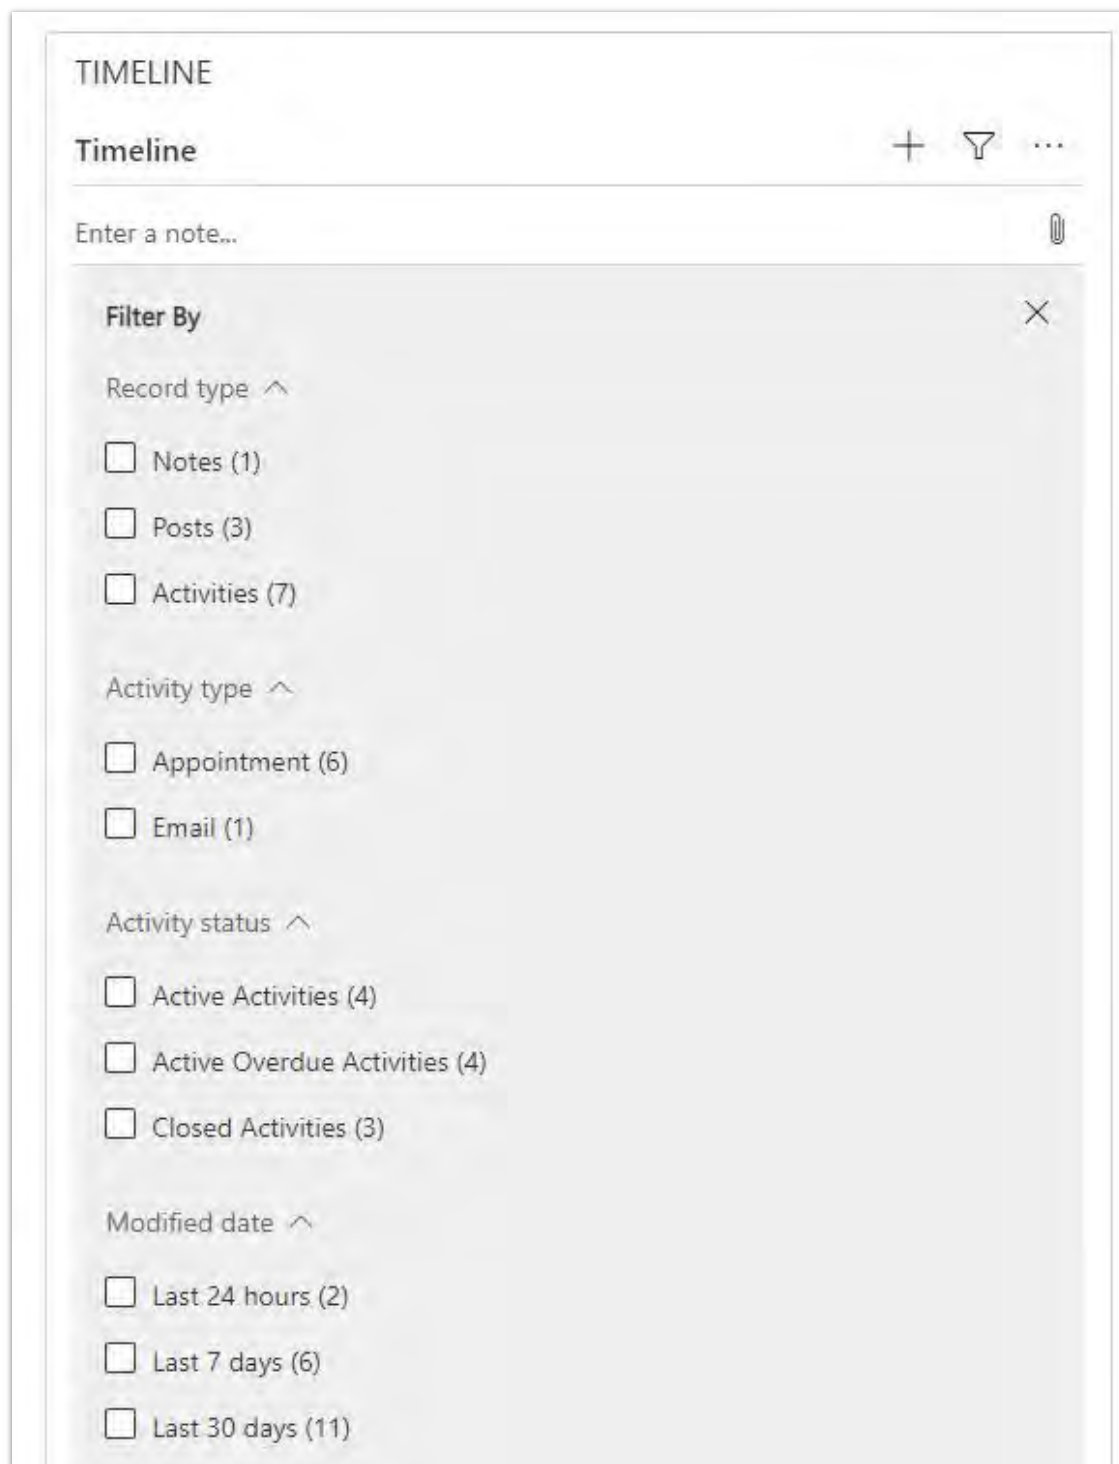 TIMELINE
Timeline
Enter a note...
Filter By
Record type
Notes (1)
Posts (3)
Activities (7)
Activity type
Appointment (6)
Email (1)
Activity status
Active Activities (4)
Active Overdue Activities (4)
Closed Activities (3)
Modified date
Last 24 hours (2)
Last 7 days (6)
Last 30 days (11)